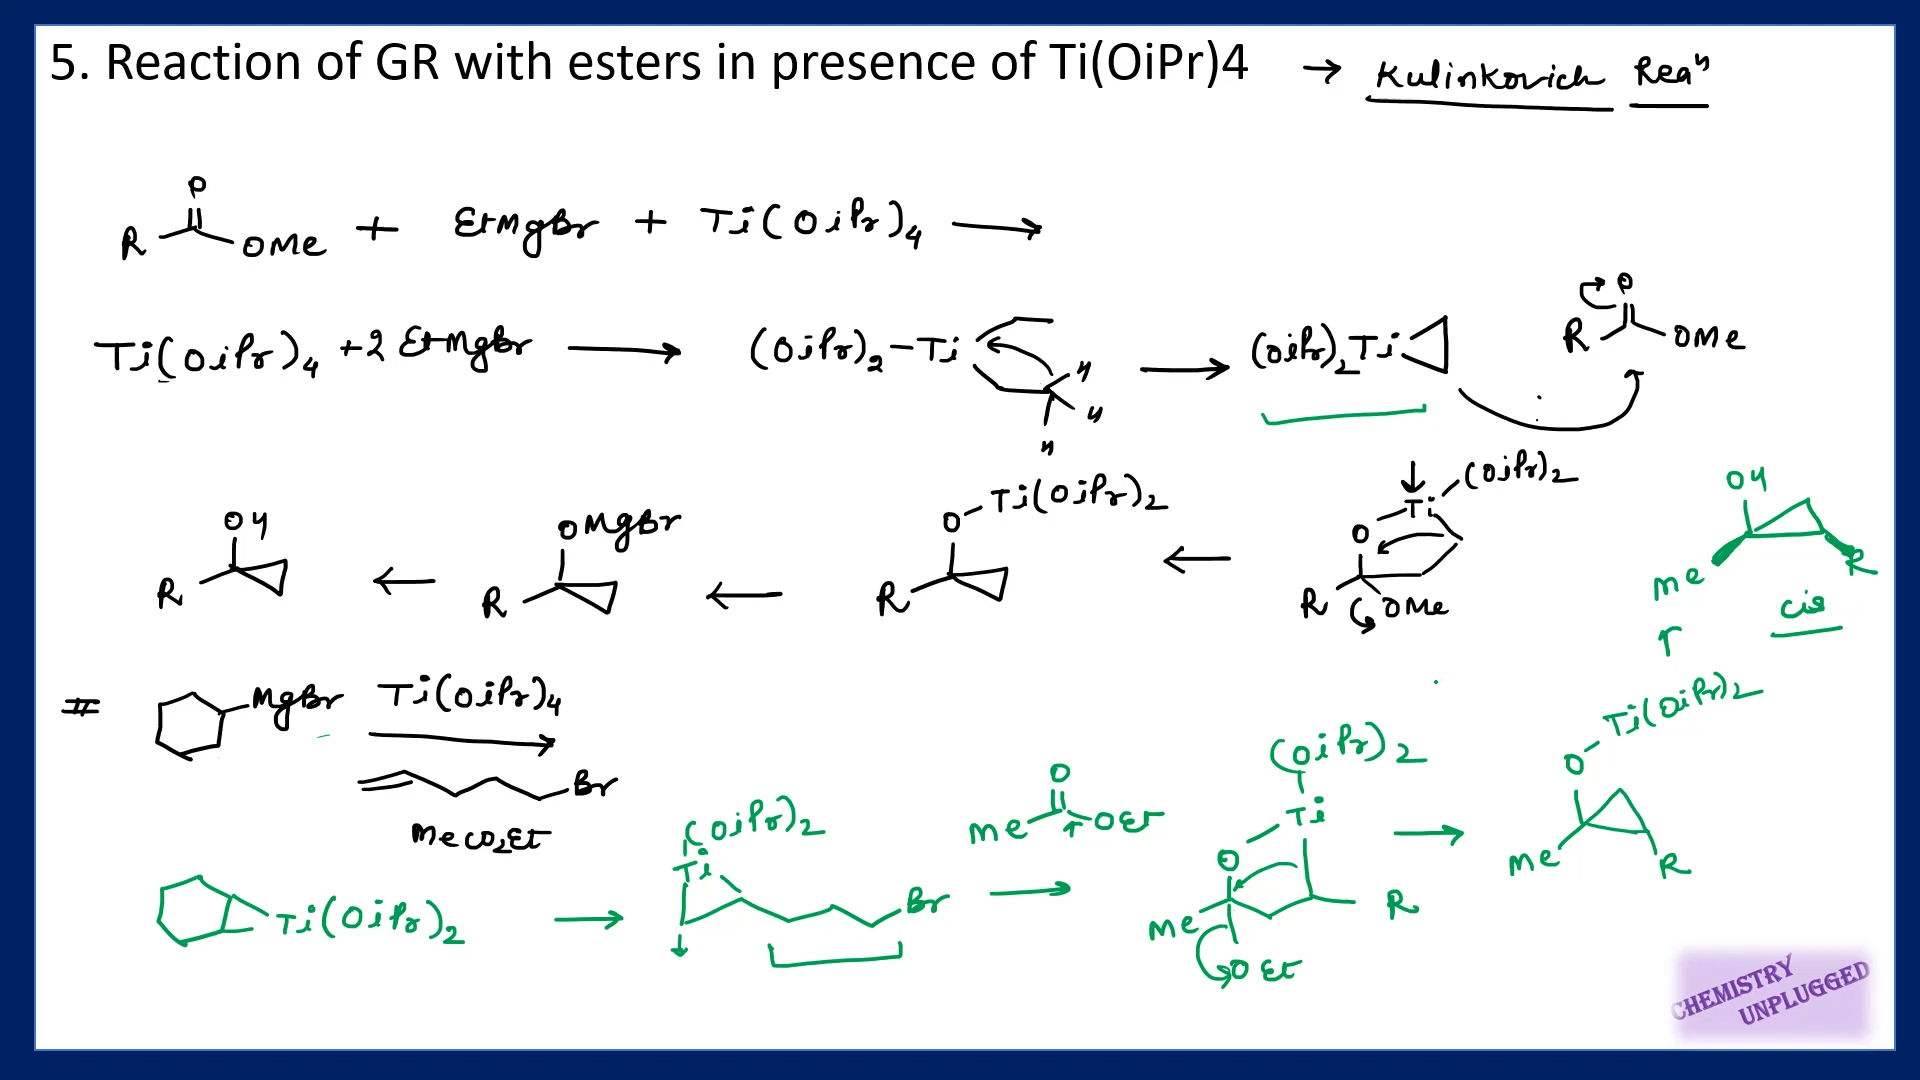 5. Reaction of GR with esters in presence of Ti(OiPr)4 → Kulinkovich Reaⁿ
R O OMe + EtMgBr + Ti(OiPr)₄ →
Ti(OiPr)₄ + 2 EtMgBr → (OiPr)₂-Ti H H H → (OiPr)₂Ti R O OMe
OH R ← OMgBr R ← O-Ti(OiPr)₂ R ← Ti(OiPr)₂ O R OMe
OH Me R cis
# MgBr Ti(OiPr)₄
Br
MeCO₂Et
Ti(OiPr)₂ → (OiPr)₂ Ti Br
Me O OEt → (OiPr)₂ Ti O Me R OEt → Ti(OiPr)₂ O Me R
CHEMISTRY
UNPLUGGED